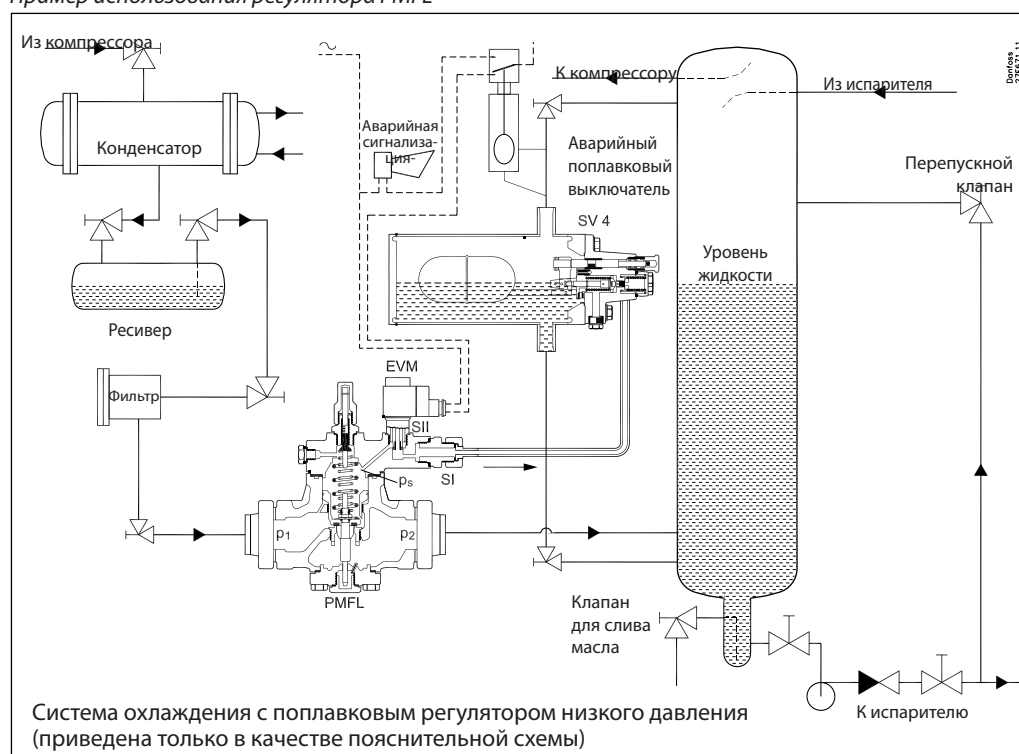 Пример использования регулятора PMFL
Из компрессора
К компрессору
Danfoss
Из испарителя
Аварийная
сигнализа-
ция-
Конденсатор
Аварийный
поплавковый
выключатель
Перепускной
клапан
SV 4
Уровень
жидкости
Ресивер
Фильтр
EVM
SII
SI
ps
p1
p2
PMFL
Клапан
для слива
масла
К испарителю
Система охлаждения с поплавковым регулятором низкого давления
(приведена только в качестве пояснительной схемы)